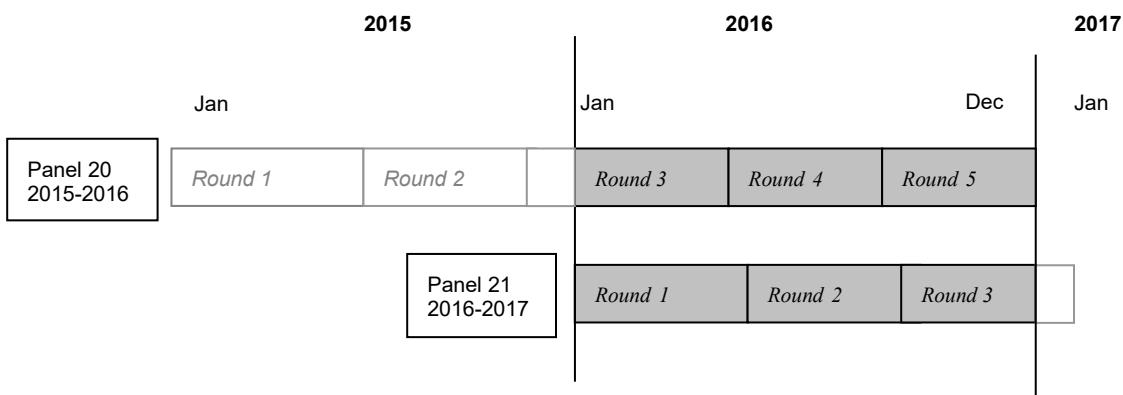 2015 2016 2017
Jan Jan Dec Jan
Panel 20
2015-2016
Round 1 Round 2 Round 3 Round 4 Round 5
Panel 21
2016-2017
Round 1 Round 2 Round 3